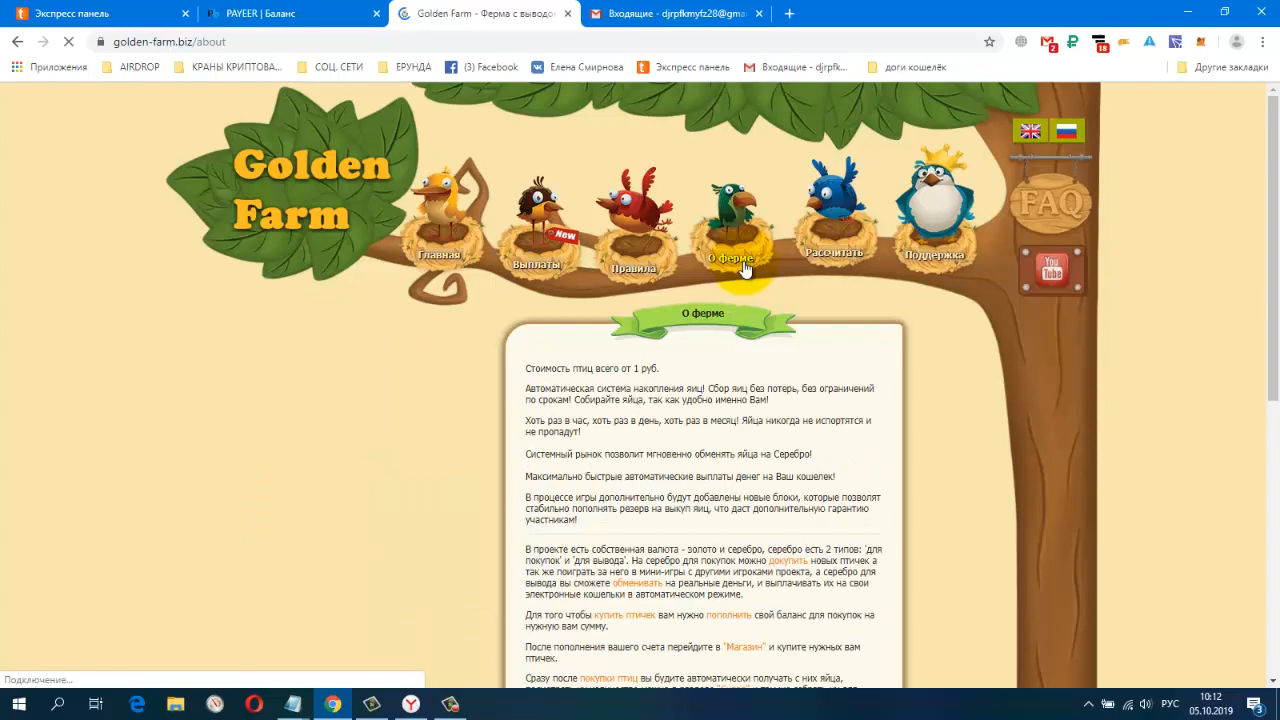 Экспресс панель
PAYEER | Баланс
Golden Farm - Ферма с выводо
Входящие - djrpfkmyfz28@gma
golden-farm.biz/about
2
18
Приложения
AIRDROP
КРАНЫ КРИПТОВА...
СОЦ. СЕТИ
ЕРУНДА
(3) Facebook
Елена Смирнова
Экспресс панель
Входящие - djrpfk...
доги кошелёк
Другие закладки
Golden
Farm
Главная
Выплаты
New
Правила
О ферме
Рассчитать
Поддержка
FAQ
You
Tube
О ферме
Стоимость птиц всего от 1 руб.
Автоматическая система накопления яиц! Сбор яиц без потерь, без ограничений
по срокам! Собирайте яйца, так как удобно именно Вам!
Хоть раз в час, хоть раз в день, хоть раз в месяц! Яйца никогда не испортятся и
не пропадут!
Системный рынок позволит мгновенно обменять яйца на Серебро!
Максимально быстрые автоматические выплаты денег на Ваш кошелек!
В процессе игры дополнительно будут добавлены новые блоки, которые позволят
стабильно пополнять резерв на выкуп яиц, что даст дополнительную гарантию
участникам!
В проекте есть собственная валюта - золото и серебро, серебро есть 2 типов: 'для
покупок' и 'для вывода'. На серебро для покупок можно докупить новых птичек а
так же поиграть за него в мини-игры с другими игроками проекта, а серебро для
вывода вы сможете обменивать на реальные деньги, и выплачивать их на свои
электронные кошельки в автоматическом режиме.
Для того чтобы купить птичек вам нужно пополнить свой баланс для покупок на
нужную вам сумму.
После пополнения вашего счета перейдите в "Магазин" и купите нужных вам
птичек.
Сразу после покупки птиц вы будите автоматически получать с них яйца,
Подключение...
РУС
10:12
05.10.2019
3